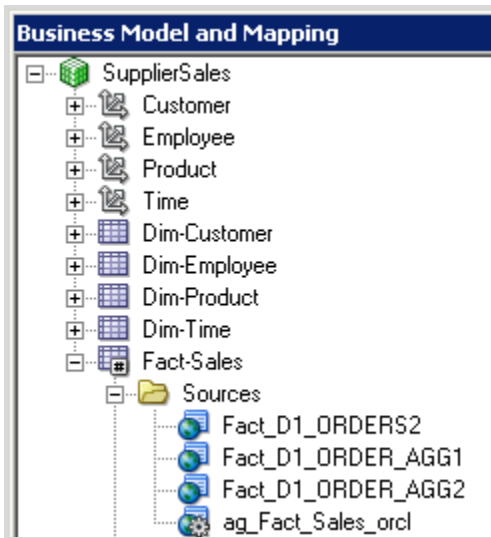 Business Model and Mapping
SupplierSales
Customer
Employee
Product
Time
Dim-Customer
Dim-Employee
Dim-Product
Dim-Time
Fact-Sales
Sources
Fact_D1_ORDERS2
Fact_D1_ORDER_AGG1
Fact_D1_ORDER_AGG2
ag_Fact_Sales_orcl